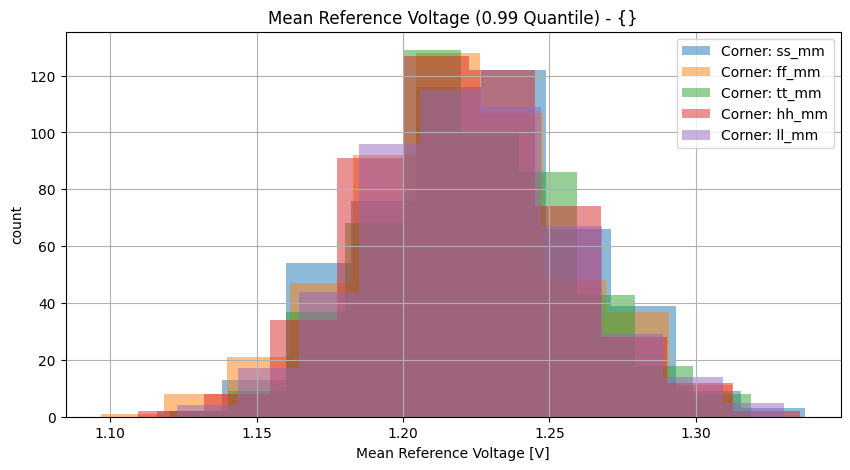 Mean Reference Voltage (0.99 Quantile) - {}
Corner: ss_mm
Corner: ff_mm
Corner: tt_mm
Corner: hh_mm
Corner: ll_mm
count
120
100
80
60
40
20
0
1.10 1.15 1.20 1.25 1.30
Mean Reference Voltage [V]